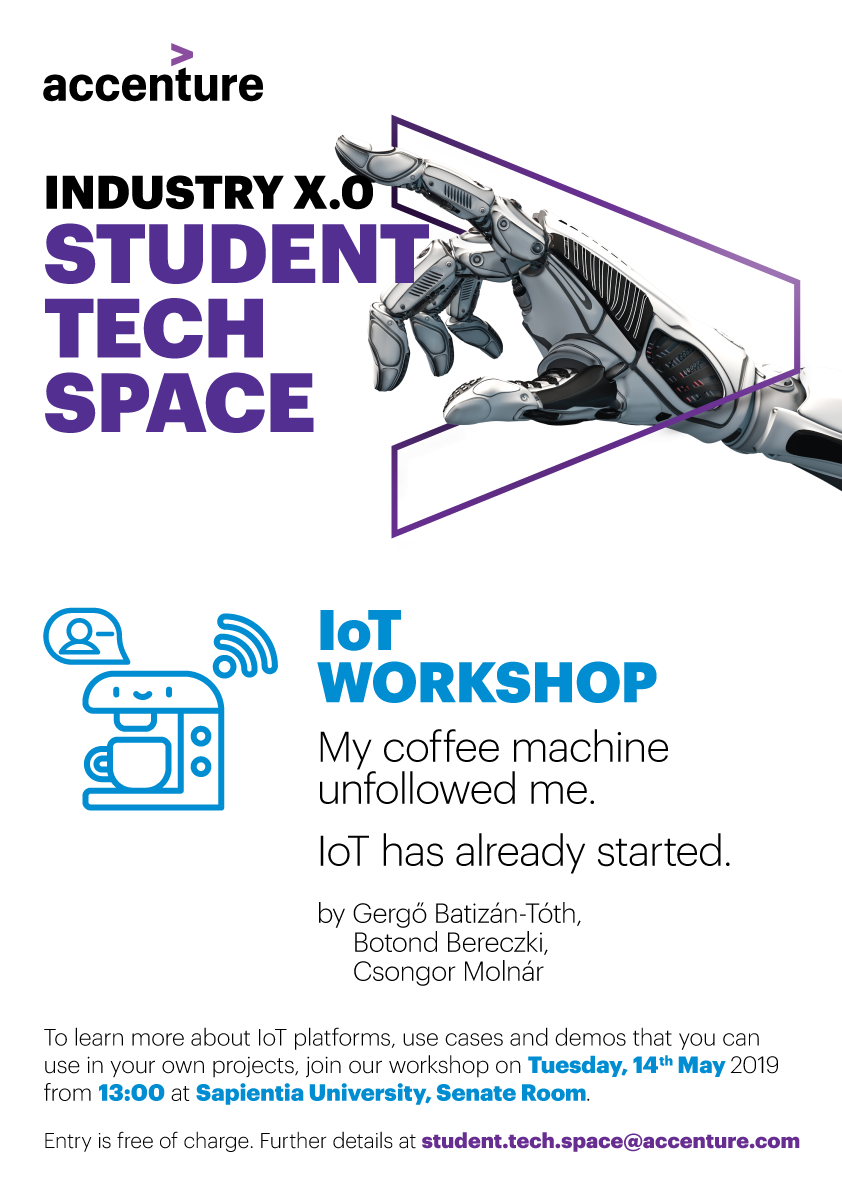 accenture
INDUSTRY X.0
STUDENT
TECH
SPACE
IoT
WORKSHOP
My coffee machine
unfollowed me.
IoT has already started.
by Gergő Batizán-Tóth,
Botond Bereczki,
Csongor Molnár
To learn more about IoT platforms, use cases and demos that you can
use in your own projects, join our workshop on Tuesday, 14th May 2019
from 13:00 at Sapientia University, Senate Room.
Entry is free of charge. Further details at student.tech.space@accenture.com